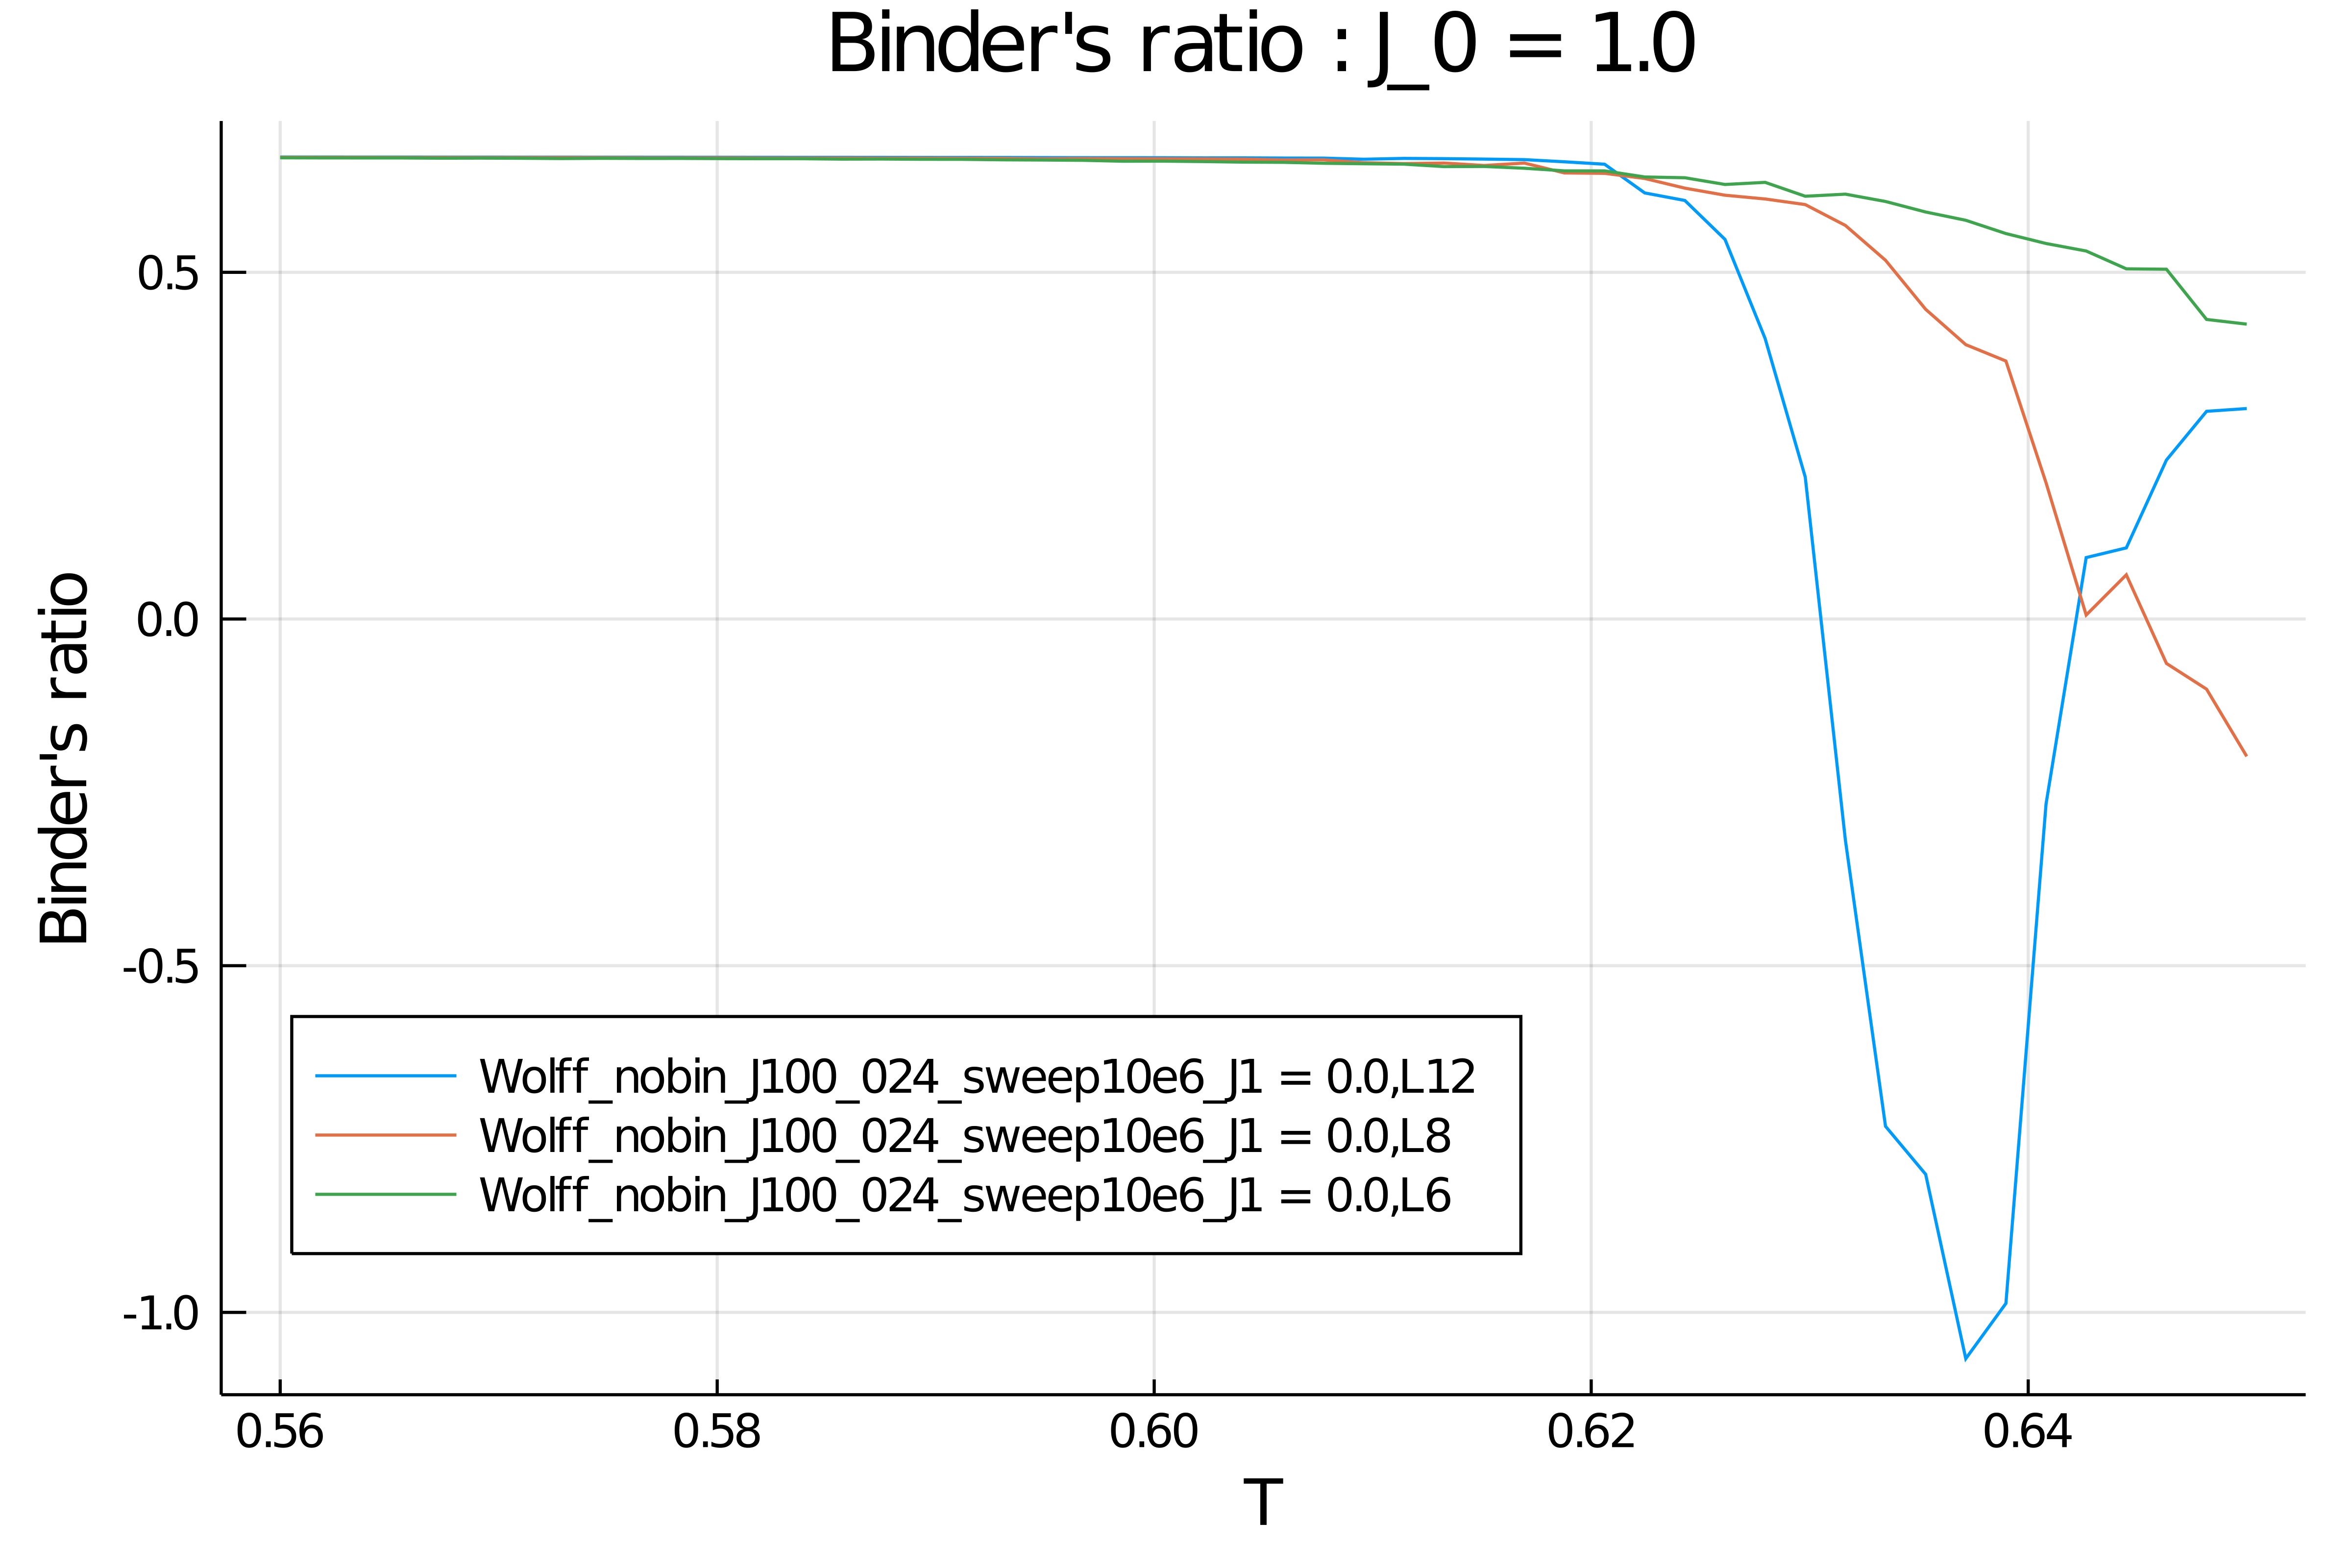 Binder's ratio : J_0 = 1.0
Binder's ratio
0.5
0.0
-0.5
-1.0
Wolff_nobin_J100_024_sweep10e6_J1 = 0.0,L12
Wolff_nobin_J100_024_sweep10e6_J1 = 0.0,L8
Wolff_nobin_J100_024_sweep10e6_J1 = 0.0,L6
0.56
0.58
0.60
0.62
0.64
T